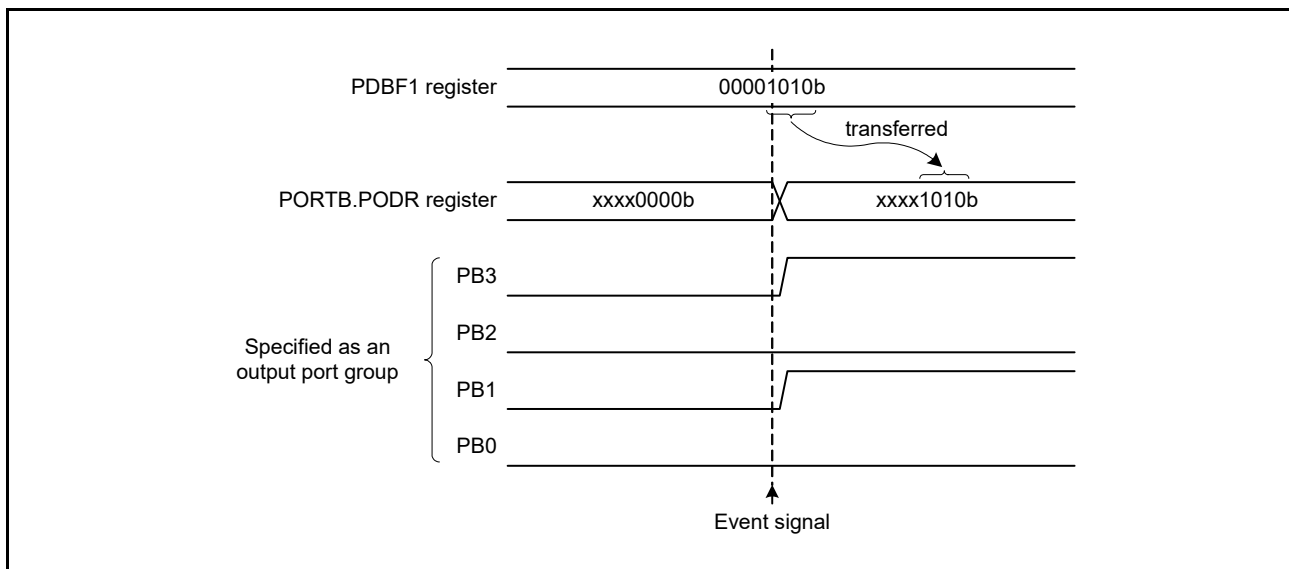 PDBF1 register
00001010b
transferred
PORTB.PODR register
xxxx0000b
xxxx1010b
Specified as an
output port group
PB3
PB2
PB1
PB0
Event signal